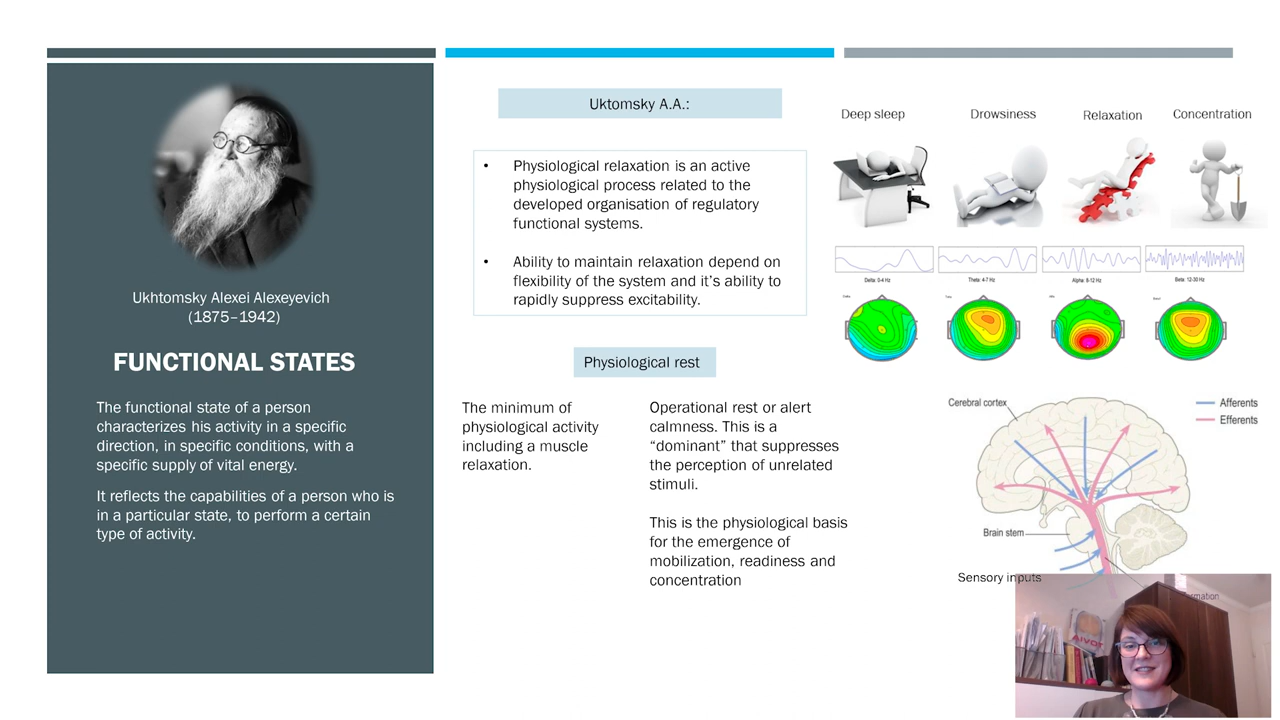 Ukhtomsky Alexei Alexeyevich
(1875–1942)
FUNCTIONAL STATES
The functional state of a person
characterizes his activity in a specific
direction, in specific conditions, with a
specific supply of vital energy.
It reflects the capabilities of a person who is
in a particular state, to perform a certain
type of activity.
Uktomsky A.A.:
• Physiological relaxation is an active
physiological process related to the
developed organisation of regulatory
functional systems.
• Ability to maintain relaxation depend on
flexibility of the system and it’s ability to
rapidly suppress excitability.
Physiological rest
The minimum of
physiological activity
including a muscle
relaxation.
Operational rest or alert
calmness. This is a
“dominant” that suppresses
the perception of unrelated
stimuli.
This is the physiological basis
for the emergence of
mobilization, readiness and
concentration
Deep sleep Drowsiness Relaxation Concentration
Delta: 0-4 Hz Theta: 4-7 Hz Alpha: 8-12 Hz Beta: 12-30 Hz
Cerebral cortex
Afferents
Efferents
Brain stem
Sensory inputs
AIVOT